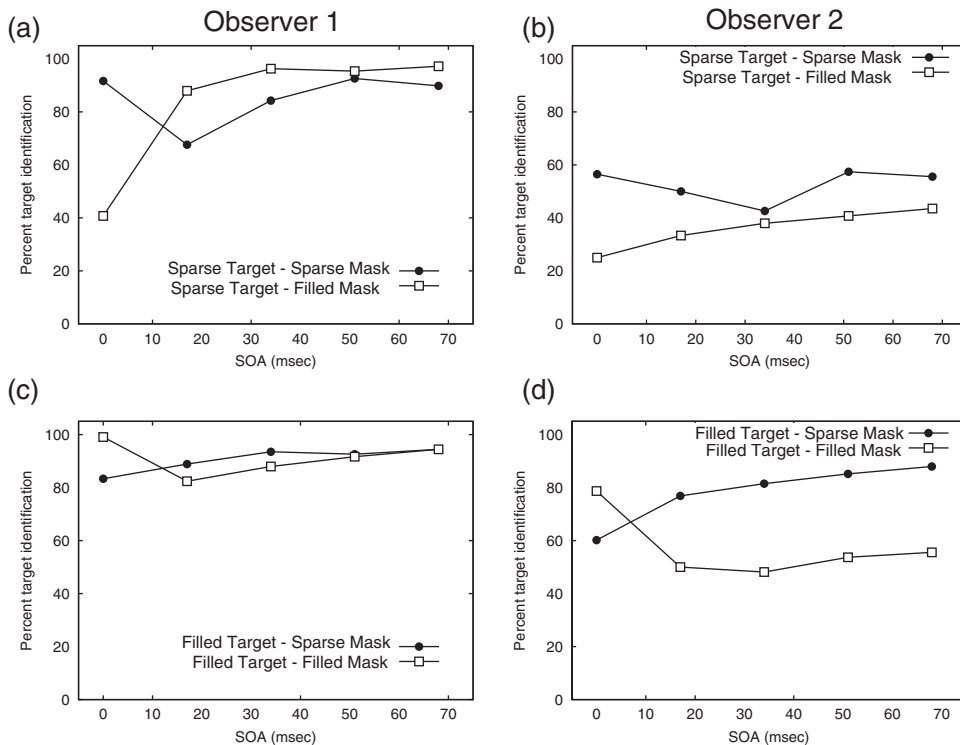 (a)
Observer 1
Percent target identification
100
80
60
40
20
0
Sparse Target - Sparse Mask
Sparse Target - Filled Mask
0 10 20 30 40 50 60 70
SOA (msec)
(b)
Observer 2
Percent target identification
100
80
60
40
20
0
Sparse Target - Sparse Mask
Sparse Target - Filled Mask
0 10 20 30 40 50 60 70
SOA (msec)
(c)
Percent target identification
100
80
60
40
20
0
Filled Target - Sparse Mask
Filled Target - Filled Mask
0 10 20 30 40 50 60 70
SOA (msec)
(d)
Percent target identification
100
80
60
40
20
0
Filled Target - Sparse Mask
Filled Target - Filled Mask
0 10 20 30 40 50 60 70
SOA (msec)